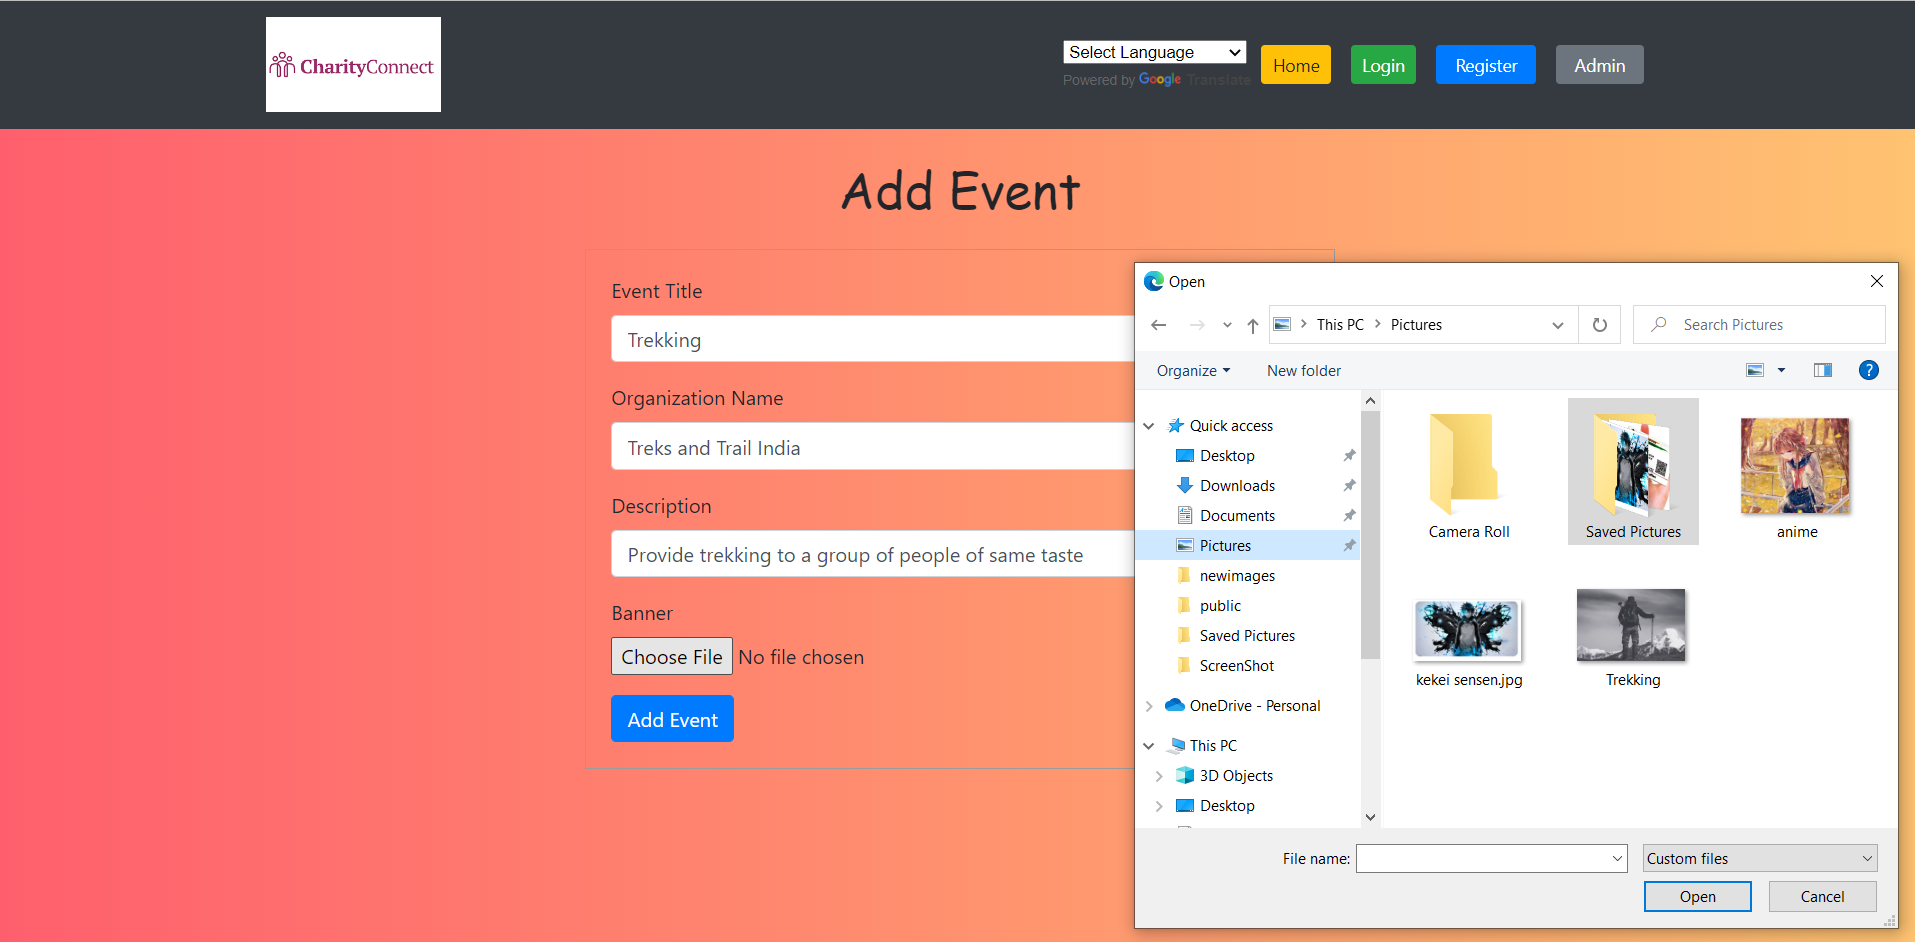 CharityConnect
Select Language
Powered by Google Translate
Home
Login
Register
Admin
Add Event
Event Title
Trekking
Organization Name
Treks and Trail India
Description
Provide trekking to a group of people of same taste
Banner
Choose File No file chosen
Add Event
Open
This PC > Pictures
Search Pictures
Organize
New folder
?
Quick access
Desktop
Downloads
Documents
Pictures
newimages
public
Saved Pictures
ScreenShot
OneDrive - Personal
This PC
3D Objects
Desktop
Camera Roll
Saved Pictures
anime
kekei sensen.jpg
Trekking
File name:
Custom files
Open
Cancel